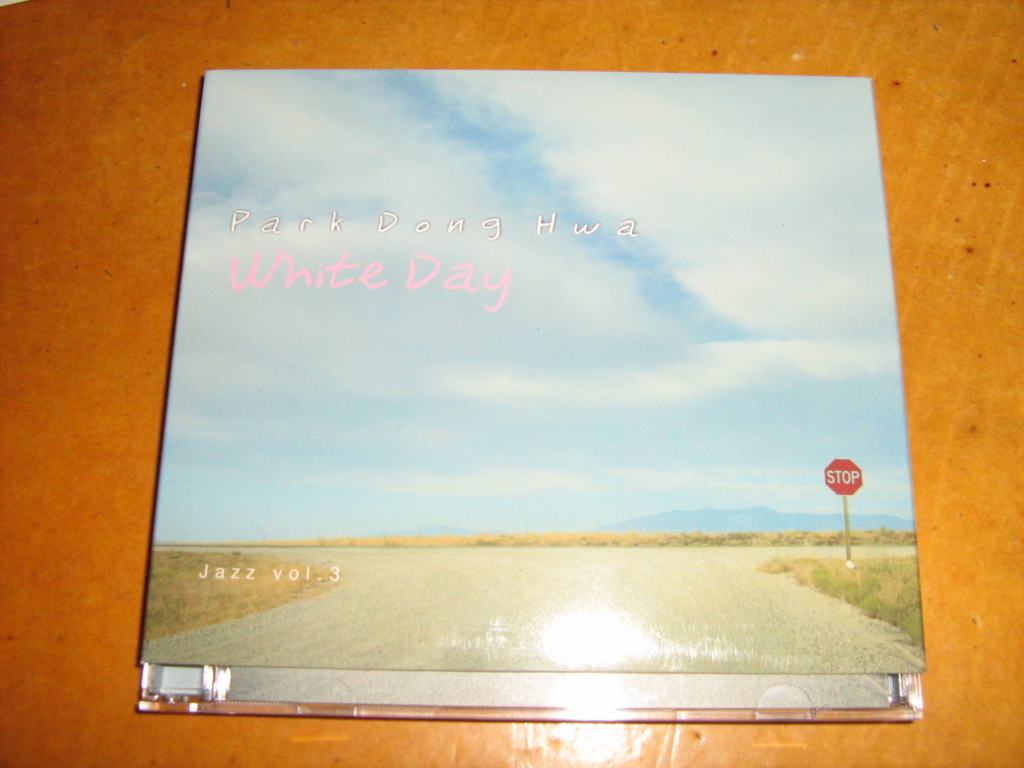 Park Dong Hwa
White Day
STOP
Jazz vol.3